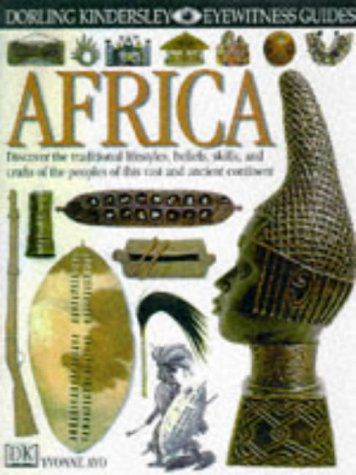 DORLING KINDERSLEY EYEWITNESS GUIDES
AFRICA
Discover the traditional lifestyles, beliefs, skills, and
crafts of the peoples of this vast and ancient continent
DK
YVONNE AYO